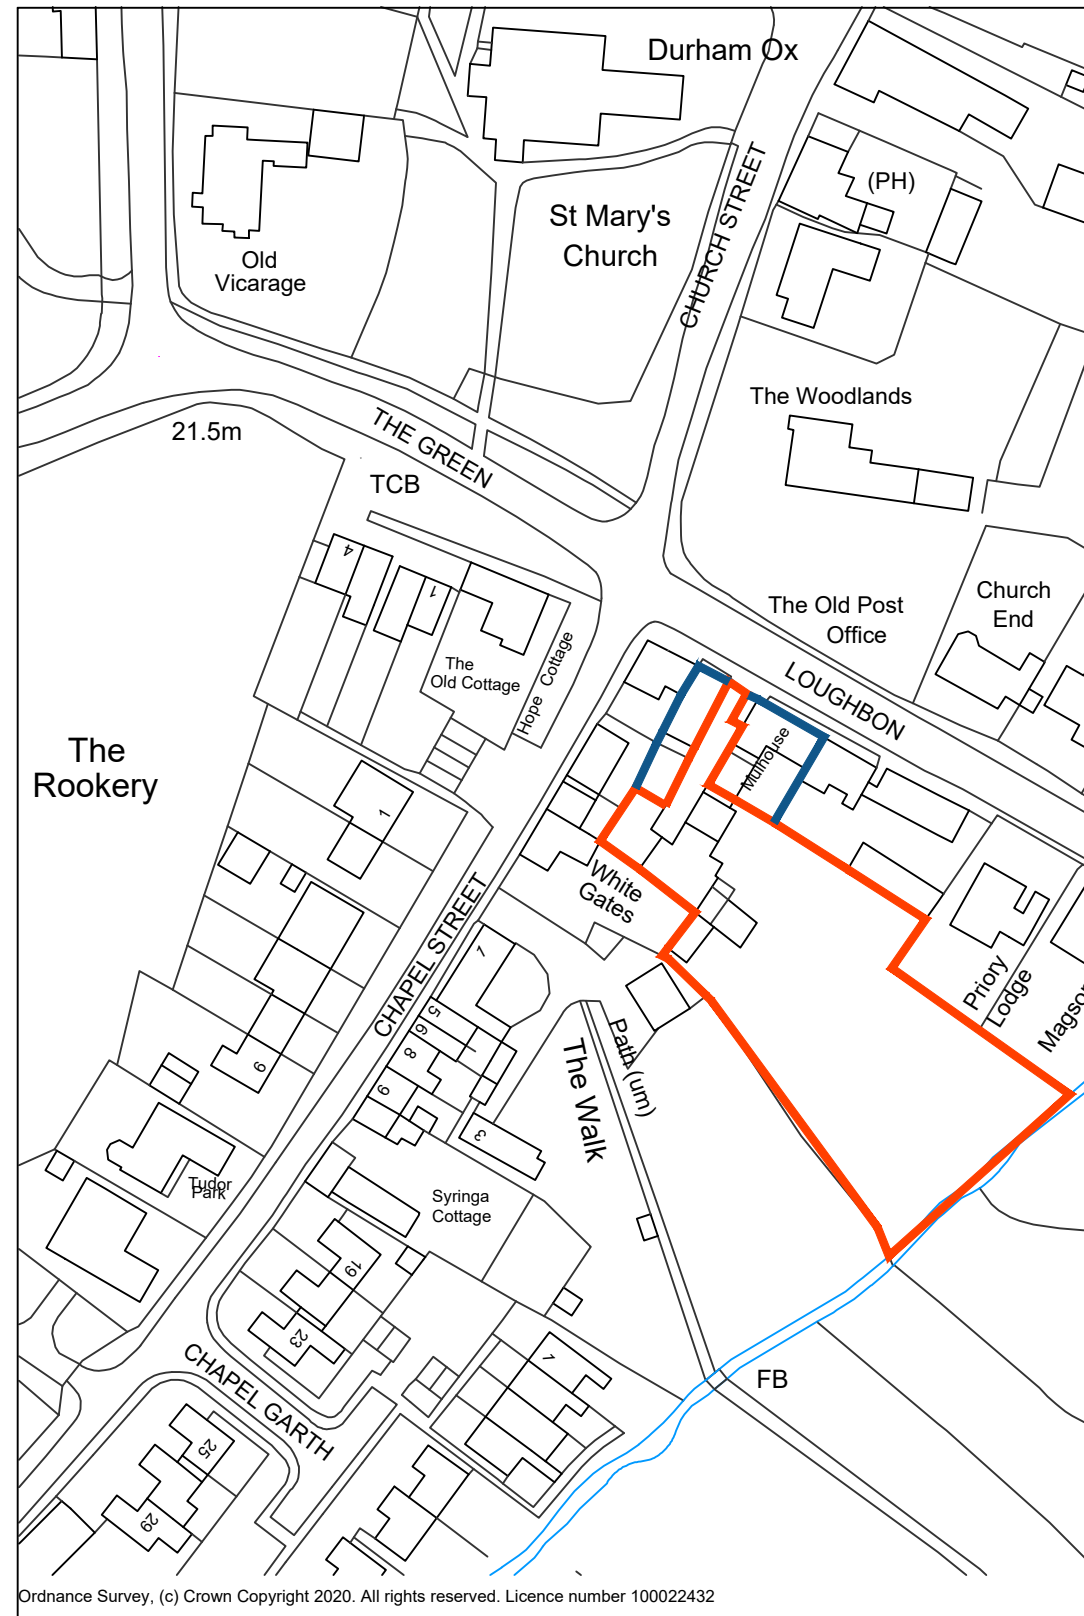 Durham Ox
(PH)
St Mary's
Church
CHURCH STREET
Old
Vicarage
The Woodlands
THE GREEN
21.5m
TCB
4
1
The
Old Cottage
Hope Cottage
The Old Post
Office
Church
End
LOUGHBON
Mulhouse
The
Rookery
1
White
Gates
CHAPEL STREET
1
5
6
8
9
3
9
Priory
Lodge
Magson
Path (um)
The Walk
Tudor
Park
Syringa
Cottage
19
23
7
CHAPEL GARTH
25
29
FB
Ordnance Survey, (c) Crown Copyright 2020. All rights reserved. Licence number 100022432